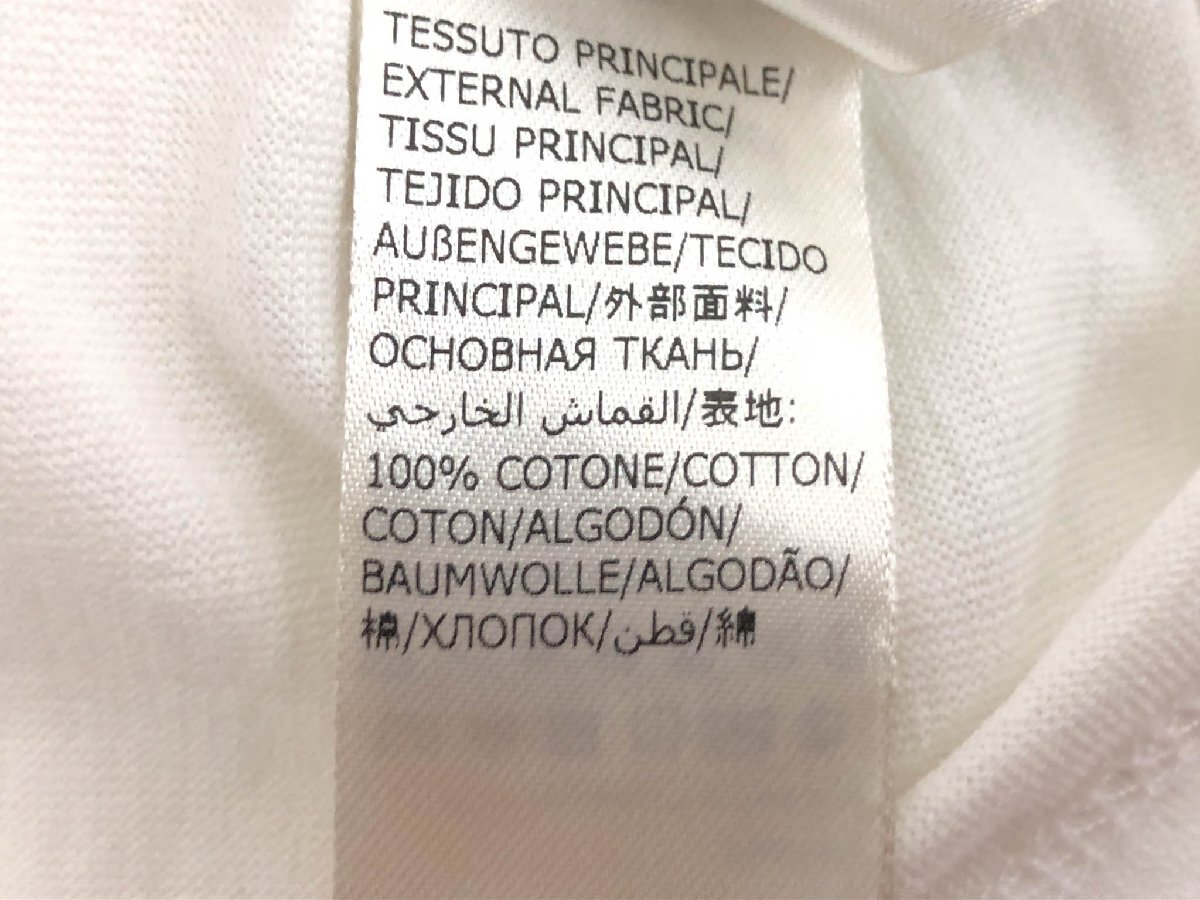 TESSUTO PRINCIPALE/
EXTERNAL FABRIC/
TISSU PRINCIPAL/
TEJIDO PRINCIPAL/
AUßENGEWEBE/TECIDO
PRINCIPAL/外部面料/
ОСНОВНАЯ ТКАНЬ/
القماش الخارجي/表地:
100% COTONE/COTTON/
COTON/ALGODÓN/
BAUMWOLLE/ALGODÃO/
棉/ХЛОПОК/قطن/綿